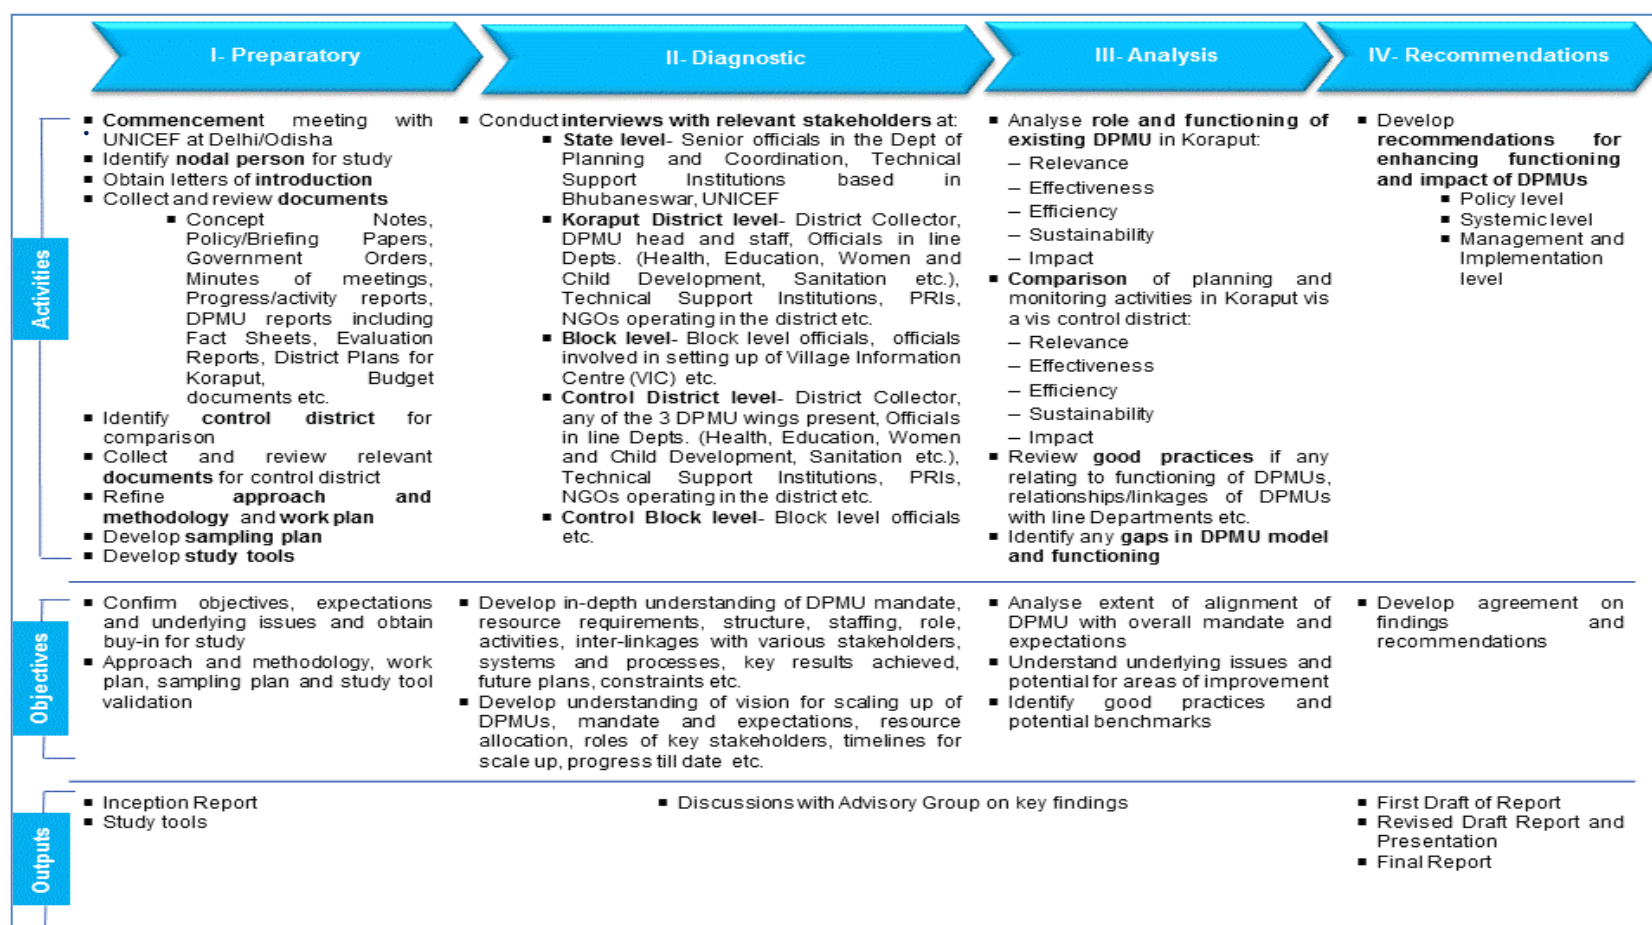 I- Preparatory
II- Diagnostic
III- Analysis
IV- Recommendations
Activities
▪ Commencement meeting with
UNICEF at Delhi/Odisha
▪ Identify nodal person for study
▪ Obtain letters of introduction
▪ Collect and review documents
▪ Concept Notes,
Policy/Briefing Papers,
Government Orders,
Minutes of meetings,
Progress/activity reports,
DPMU reports including
Fact Sheets, Evaluation
Reports, District Plans for
Koraput, Budget
documents etc.
▪ Identify control district for
comparison
▪ Collect and review relevant
documents for control district
▪ Refine approach and
methodology and work plan
▪ Develop sampling plan
▪ Develop study tools
▪ Conduct interviews with relevant stakeholders at:
▪ State level- Senior officials in the Dept of
Planning and Coordination, Technical
Support Institutions based in
Bhubaneswar, UNICEF
▪ Koraput District level- District Collector,
DPMU head and staff, Officials in line
Depts. (Health, Education, Women and
Child Development, Sanitation etc.),
Technical Support Institutions, PRIs,
NGOs operating in the district etc.
▪ Block level- Block level officials, officials
involved in setting up of Village Information
Centre (VIC) etc.
▪ Control District level- District Collector,
any of the 3 DPMU wings present, Officials
in line Depts. (Health, Education, Women
and Child Development, Sanitation etc.),
Technical Support Institutions, PRIs,
NGOs operating in the district etc.
▪ Control Block level- Block level officials
etc.
▪ Analyse role and functioning of
existing DPMU in Koraput:
– Relevance
– Effectiveness
– Efficiency
– Sustainability
– Impact
▪ Comparison of planning and
monitoring activities in Koraput vis
a vis control district:
– Relevance
– Effectiveness
– Efficiency
– Sustainability
– Impact
▪ Review good practices if any
relating to functioning of DPMUs,
relationships/linkages of DPMUs
with line Departments etc.
▪ Identify any gaps in DPMU model
and functioning
▪ Develop
recommendations for
enhancing functioning
and impact of DPMUs
▪ Policy level
▪ Systemic level
▪ Management and
Implementation
level
Objectives
▪ Confirm objectives, expectations
and underlying issues and obtain
buy-in for study
▪ Approach and methodology, work
plan, sampling plan and study tool
validation
▪ Develop in-depth understanding of DPMU mandate,
resource requirements, structure, staffing, role,
activities, inter-linkages with various stakeholders,
systems and processes, key results achieved,
future plans, constraints etc.
▪ Develop understanding of vision for scaling up of
DPMUs, mandate and expectations, resource
allocation, roles of key stakeholders, timelines for
scale up, progress till date etc.
▪ Analyse extent of alignment of
DPMU with overall mandate and
expectations
▪ Understand underlying issues and
potential for areas of improvement
▪ Identify good practices and
potential benchmarks
▪ Develop agreement on
findings and
recommendations
Outputs
▪ Inception Report
▪ Study tools
▪ Discussions with Advisory Group on key findings
▪ First Draft of Report
▪ Revised Draft Report and
Presentation
▪ Final Report